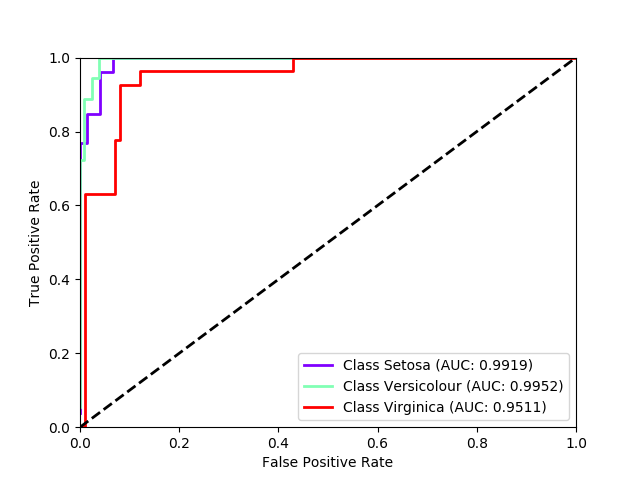 1.0
0.8
0.6
0.4
0.2
0.0
True Positive Rate
0.0 0.2 0.4 0.6 0.8 1.0
False Positive Rate
Class Setosa (AUC: 0.9919)
Class Versicolour (AUC: 0.9952)
Class Virginica (AUC: 0.9511)